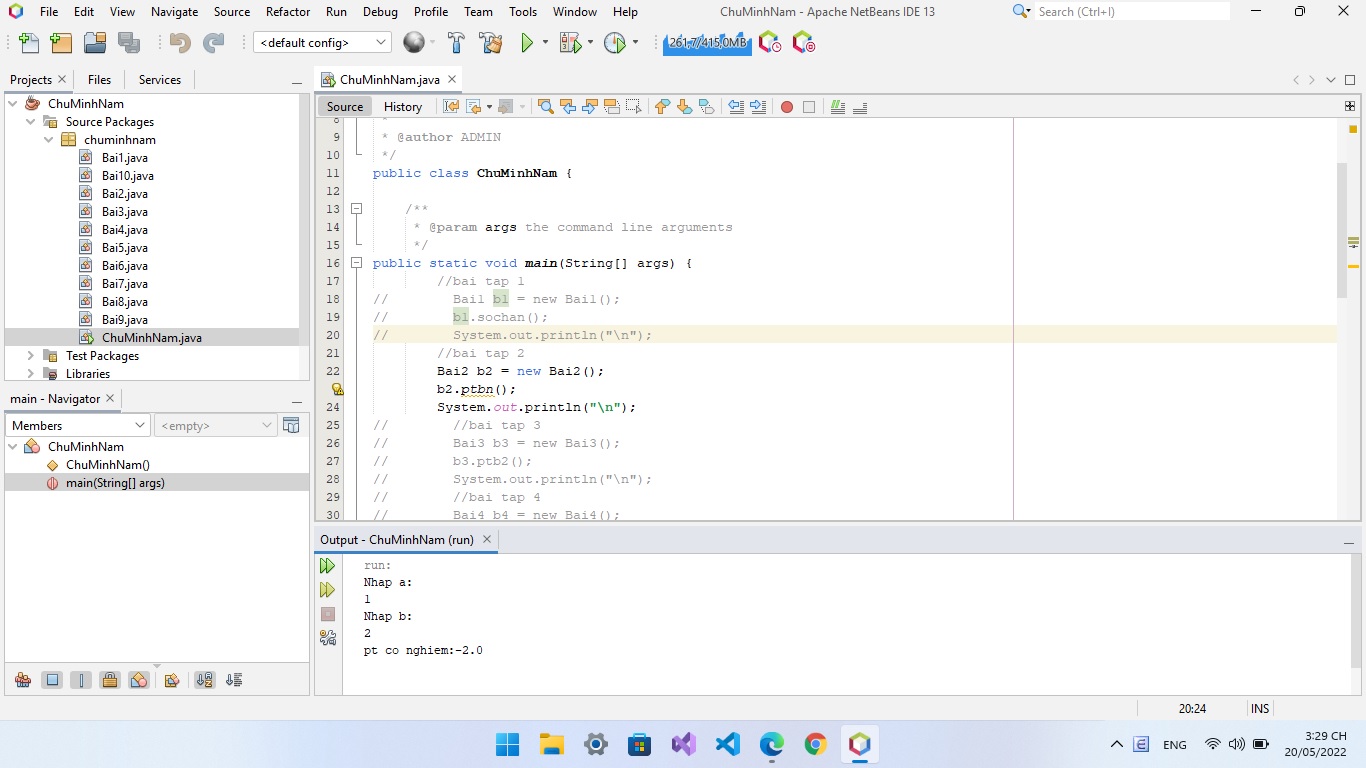 File Edit View Navigate Source Refactor Run Debug Profile Team Tools Window Help
ChuMinhNam - Apache NetBeans IDE 13
Search (Ctrl+I)
<default config>
261,7/415,0MB
Projects Files Services
ChuMinhNam
Source Packages
chuminhnam
Bai1.java
Bai10.java
Bai2.java
Bai3.java
Bai4.java
Bai5.java
Bai6.java
Bai7.java
Bai8.java
Bai9.java
ChuMinhNam.java
Test Packages
Libraries
main - Navigator
Members
<empty>
ChuMinhNam
ChuMinhNam()
main(String[] args)
ChuMinhNam.java
Source History
8 *
9 * @author ADMIN
10 */
11 public class ChuMinhNam {
12
13 /**
14 * @param args the command line arguments
15 */
16 public static void main(String[] args) {
17 //bai tap 1
18 // Bai1 b1 = new Bai1();
19 // b1.sochan();
20 // System.out.println("\n");
21 //bai tap 2
22 Bai2 b2 = new Bai2();
b2.ptbn();
24 System.out.println("\n");
25 // //bai tap 3
26 // Bai3 b3 = new Bai3();
27 // b3.ptb2();
28 // System.out.println("\n");
29 // //bai tap 4
30 // Bai4 b4 = new Bai4();
Output - ChuMinhNam (run)
run:
Nhap a:
1
Nhap b:
2
pt co nghiem:-2.0
20:24 INS
ENG
3:29 CH
20/05/2022